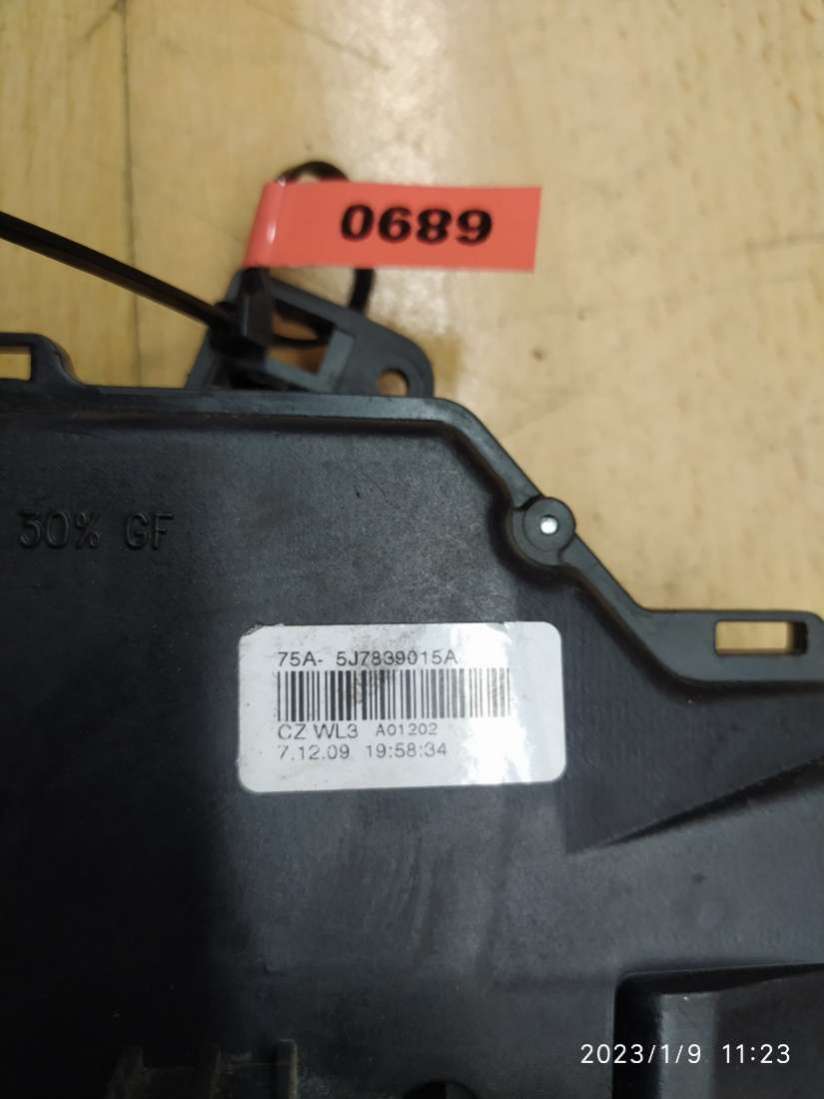 0689
30% GF
75A- 5J7839015A
CZ WL3 A01202
7.12.09 19:58:34
2023/1/9 11:23